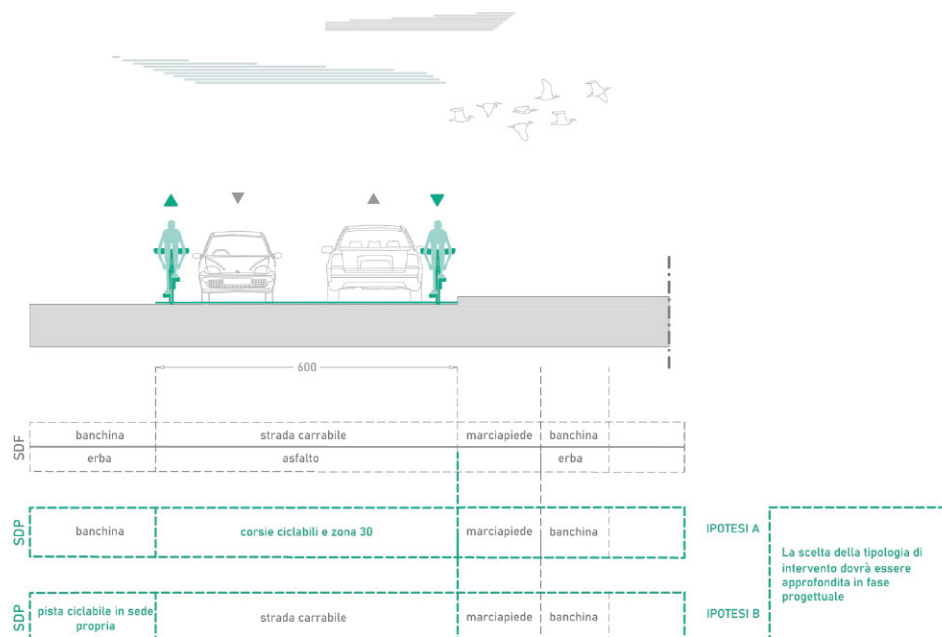 600
SDF
banchina
strada carrabile
marciapiede
banchina
erba
asfalto
erba
SDP
banchina
corsie ciclabili e zona 30
marciapiede
banchina
IPOTESI A
La scelta della tipologia di
intervento dovrà essere
approfondita in fase
progettuale
SDP
pista ciclabile in sede
propria
strada carrabile
marciapiede
banchina
IPOTESI B